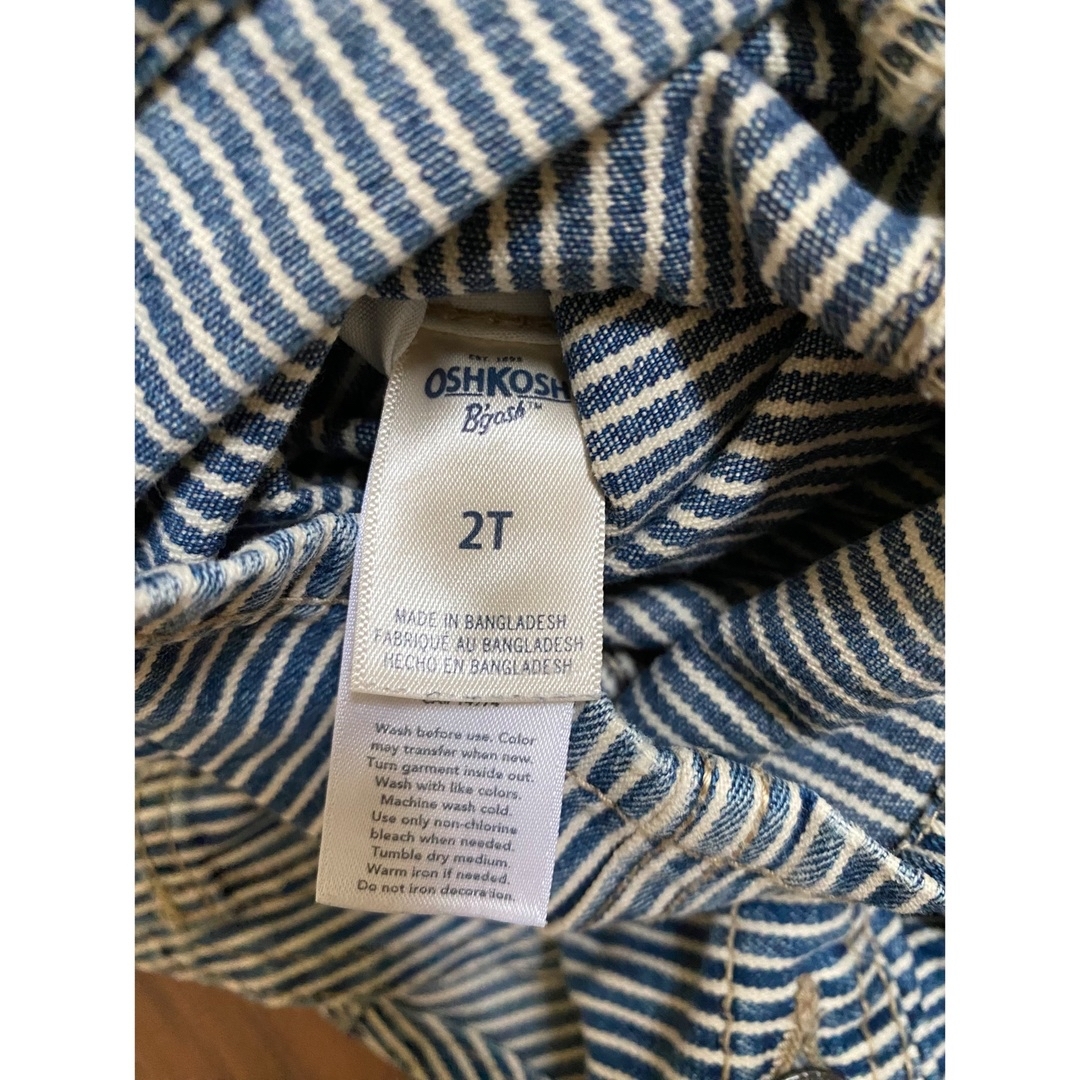 EST. 1895
OSHKOSH
B'gosh™
2T
MADE IN BANGLADESH
FABRIQUÉ AU BANGLADESH
HECHO EN BANGLADESH
Wash before use. Color
may transfer when new.
Turn garment inside out.
Wash with like colors.
Machine wash cold.
Use only non-chlorine
bleach when needed.
Tumble dry medium.
Warm iron if needed.
Do not iron decoration.